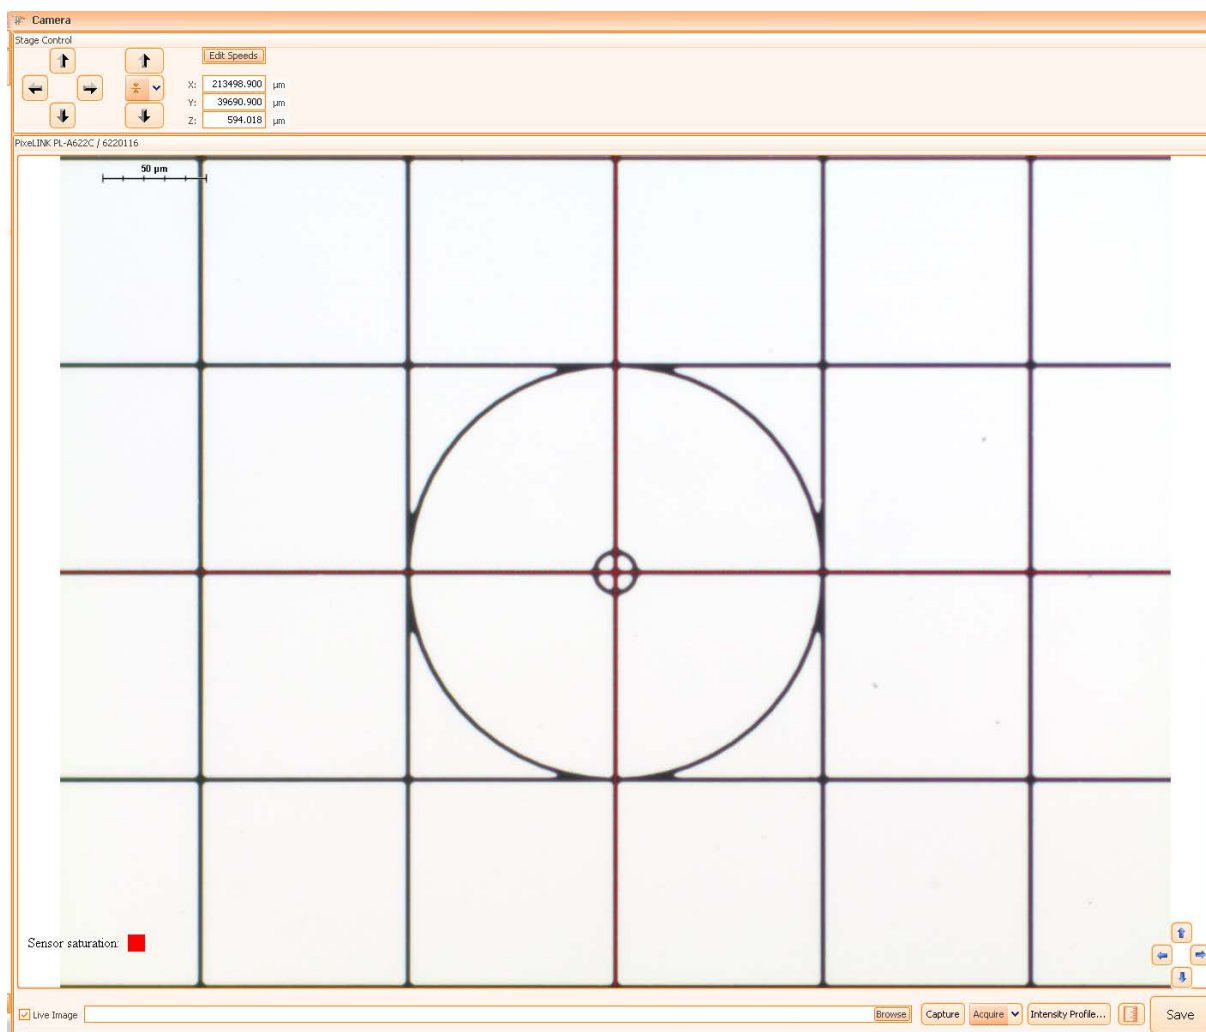 Camera
Stage Control
Edit Speeds
X: 213498.900 µm
Y: 39690.900 µm
Z: 594.018 µm
PixeLINK PL-A622C / 6220116
50 µm
Sensor saturation:
Live Image Browse Capture Acquire Intensity Profile... Save